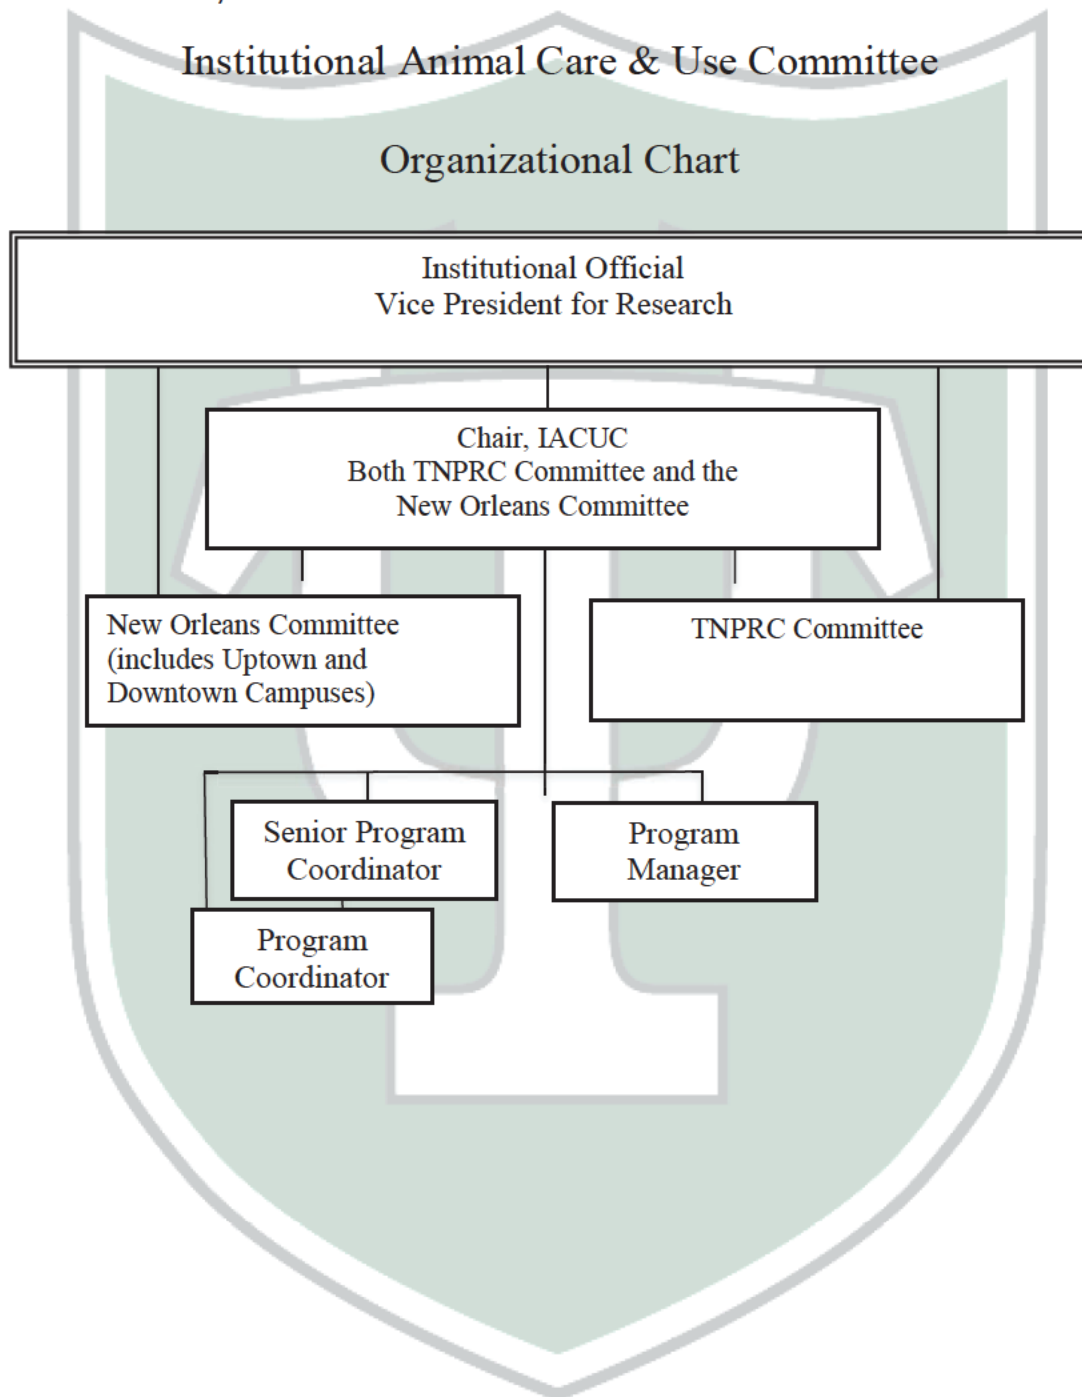 Institutional Animal Care & Use Committee
Organizational Chart
Institutional Official
Vice President for Research
Chair, IACUC
Both TNPRC Committee and the
New Orleans Committee
New Orleans Committee
(includes Uptown and
Downtown Campuses)
TNPRC Committee
Senior Program
Coordinator
Program
Manager
Program
Coordinator